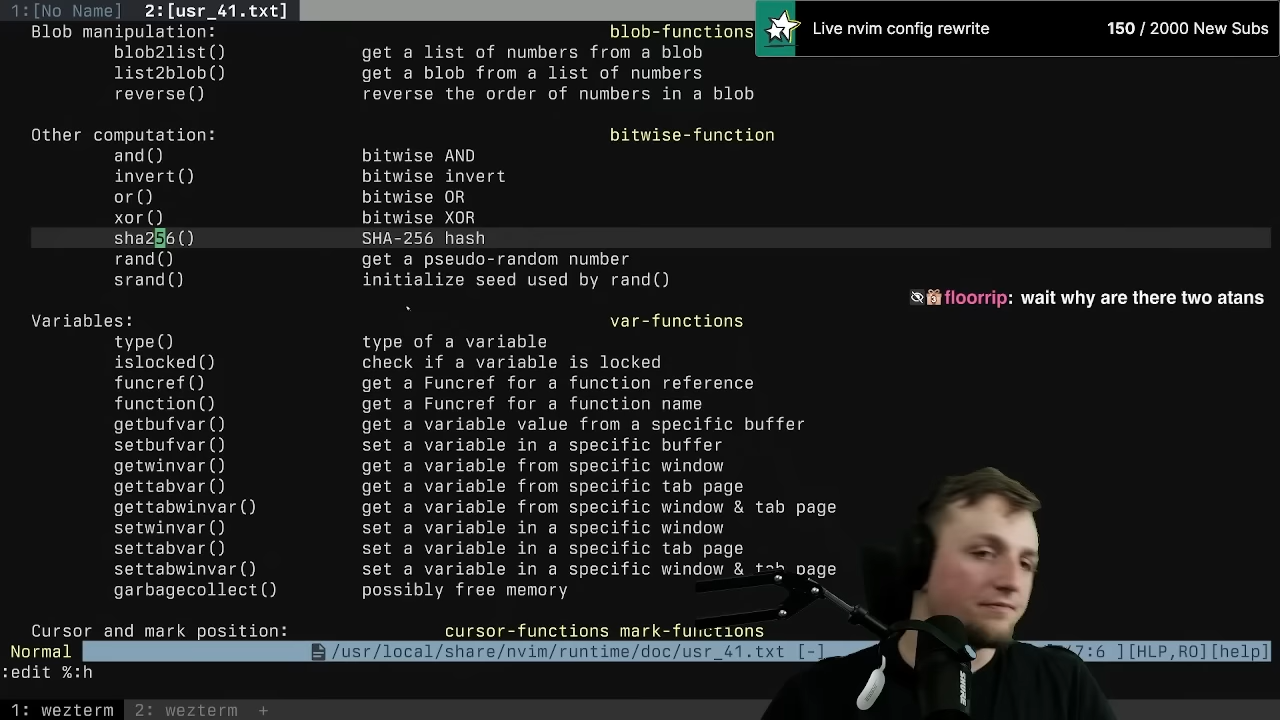 1:[No Name]  2:[usr_41.txt]
Live nvim config rewrite
150 / 2000 New Subs
Blob manipulation: blob-functions
blob2list() get a list of numbers from a blob
list2blob() get a blob from a list of numbers
reverse() reverse the order of numbers in a blob
Other computation: bitwise-function
and() bitwise AND
invert() bitwise invert
or() bitwise OR
xor() bitwise XOR
sha256() SHA-256 hash
rand() get a pseudo-random number
srand() initialize seed used by rand()
floorrip: wait why are there two atans
Variables: var-functions
type() type of a variable
islocked() check if a variable is locked
funcref() get a Funcref for a function reference
function() get a Funcref for a function name
getbufvar() get a variable value from a specific buffer
setbufvar() set a variable in a specific buffer
getwinvar() get a variable from specific window
gettabvar() get a variable from specific tab page
gettabwinvar() get a variable from specific window & tab page
setwinvar() set a variable in a specific window
settabvar() set a variable in a specific tab page
settabwinvar() set a variable in a specific window & tab page
garbagecollect() possibly free memory
Cursor and mark position: cursor-functions mark-functions
Normal /usr/local/share/nvim/runtime/doc/usr_41.txt [-] 7:6 ][HLP,RO][help]
:edit %:h
1: wezterm  2: wezterm  +
SHURE